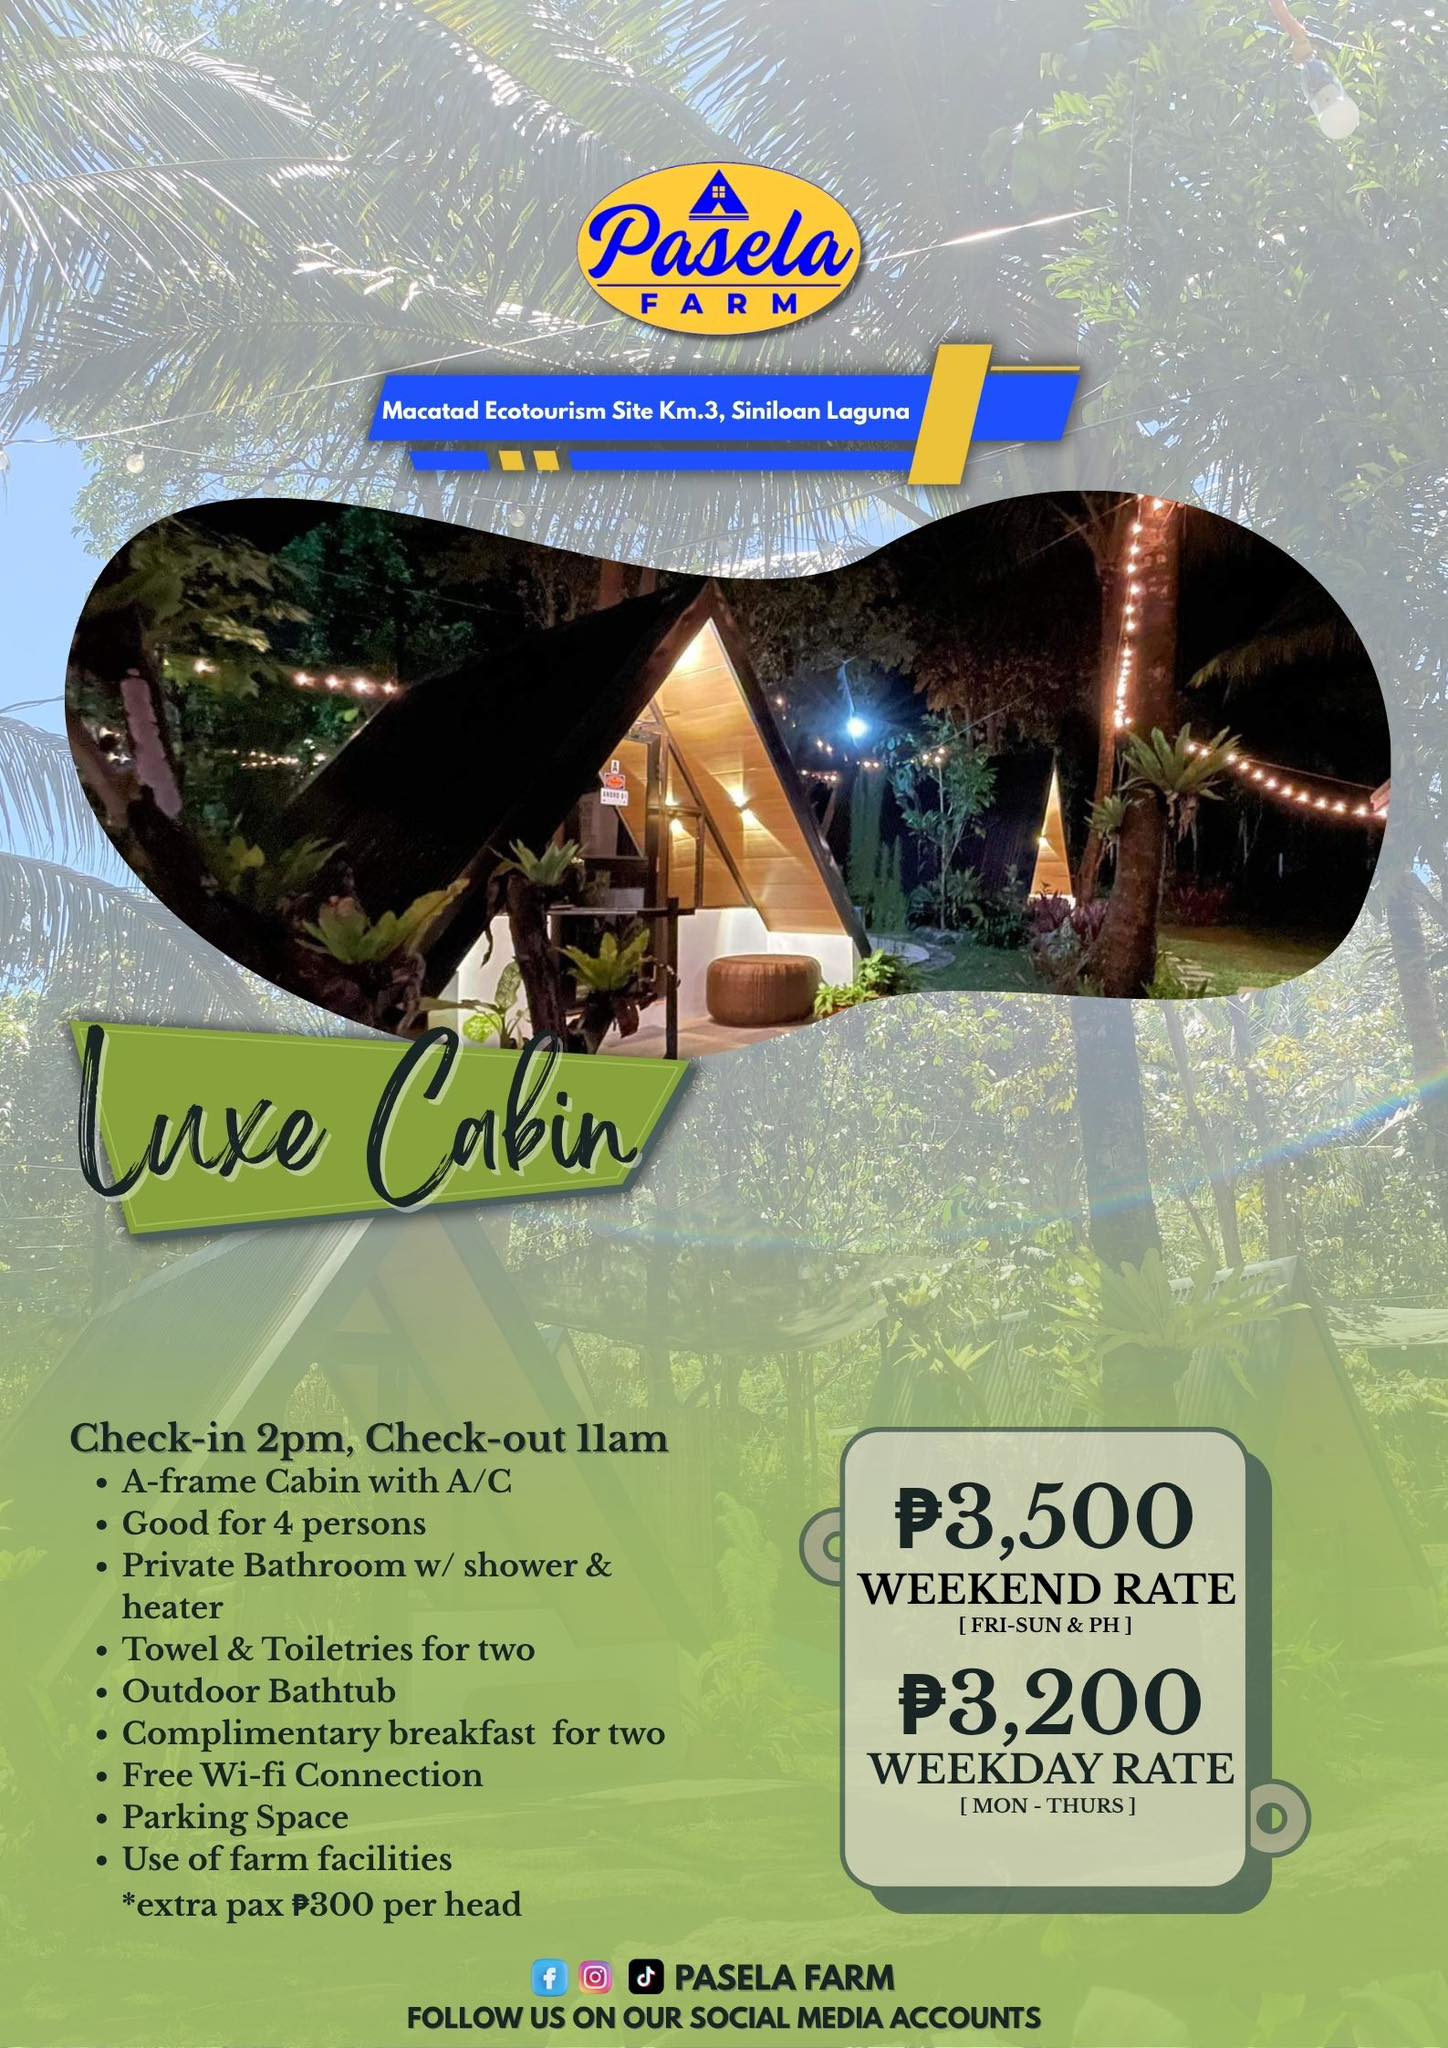 Pasela
FARM
Macatad Ecotourism Site Km.3, Siniloan Laguna
Luxe Cabin
Check-in 2pm, Check-out 11am
• A-frame Cabin with A/C
• Good for 4 persons
• Private Bathroom w/ shower &
heater
• Towel & Toiletries for two
• Outdoor Bathtub
• Complimentary breakfast for two
• Free Wi-fi Connection
• Parking Space
• Use of farm facilities
*extra pax ₱300 per head
₱3,500
WEEKEND RATE
[ FRI-SUN & PH ]
₱3,200
WEEKDAY RATE
[ MON - THURS ]
PASELA FARM
FOLLOW US ON OUR SOCIAL MEDIA ACCOUNTS